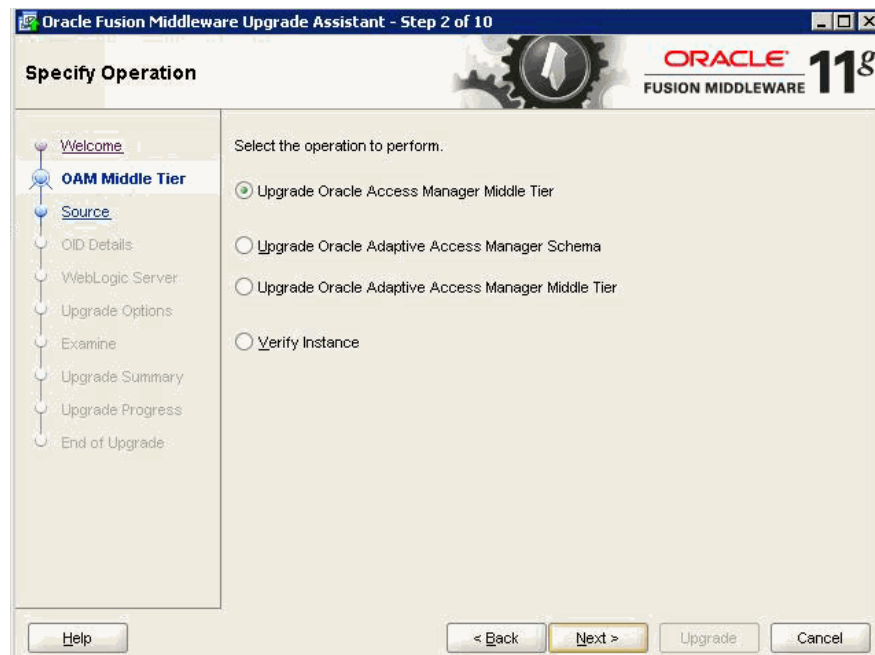 Oracle Fusion Middleware Upgrade Assistant - Step 2 of 10
Specify Operation
ORACLE
FUSION MIDDLEWARE
11g
Welcome
OAM Middle Tier
Source
OID Details
WebLogic Server
Upgrade Options
Examine
Upgrade Summary
Upgrade Progress
End of Upgrade
Select the operation to perform.
Upgrade Oracle Access Manager Middle Tier
Upgrade Oracle Adaptive Access Manager Schema
Upgrade Oracle Adaptive Access Manager Middle Tier
Verify Instance
Help
< Back
Next >
Upgrade
Cancel